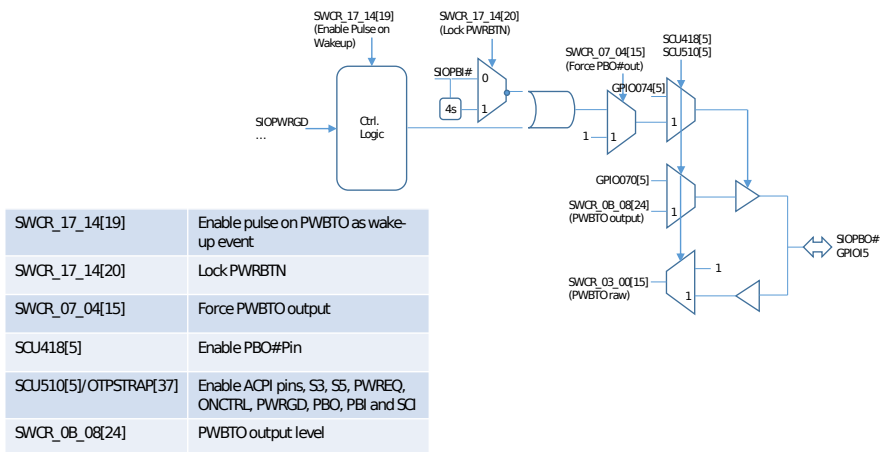 SWCR_17_14[19]
(Enable Pulse on
Wakeup)
SWCR_17_14[20]
(Lock PWRBTN)
SWCR_07_04[15]
(Force PBO#out)
SCU418[5]
SCU510[5]
SIOPBI#
0
4s
1
GPIO074[5]
SIOPWRGD
...
Ctrl.
Logic
1
1
1
GPIO070[5]
SWCR_0B_08[24]
(PWBTO output)
1
SIOPBO#
GPIOI5
SWCR_03_00[15]
(PWBTO raw)
1
1
SWCR_17_14[19] Enable pulse on PWBTO as wake-
up event
SWCR_17_14[20] Lock PWRBTN
SWCR_07_04[15] Force PWBTO output
SCU418[5] Enable PBO#Pin
SCU510[5]/OTPSTRAP[37] Enable ACPI pins, S3, S5, PWREQ,
ONCTRL, PWRGD, PBO, PBI and SCI
SWCR_0B_08[24] PWBTO output level